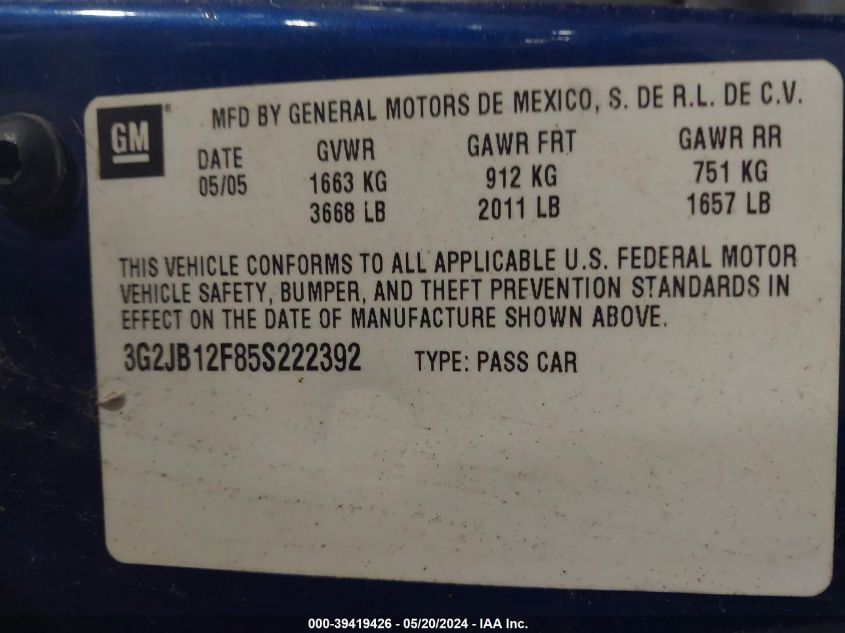 GM
MFD BY GENERAL MOTORS DE MEXICO, S. DE R.L. DE C.V.
DATE GVWR GAWR FRT GAWR RR
05/05 1663 KG 912 KG 751 KG
3668 LB 2011 LB 1657 LB
THIS VEHICLE CONFORMS TO ALL APPLICABLE U.S. FEDERAL MOTOR
VEHICLE SAFETY, BUMPER, AND THEFT PREVENTION STANDARDS IN
EFFECT ON THE DATE OF MANUFACTURE SHOWN ABOVE.
3G2JB12F85S222392 TYPE: PASS CAR
000-39419426 - 05/20/2024 - IAA Inc.